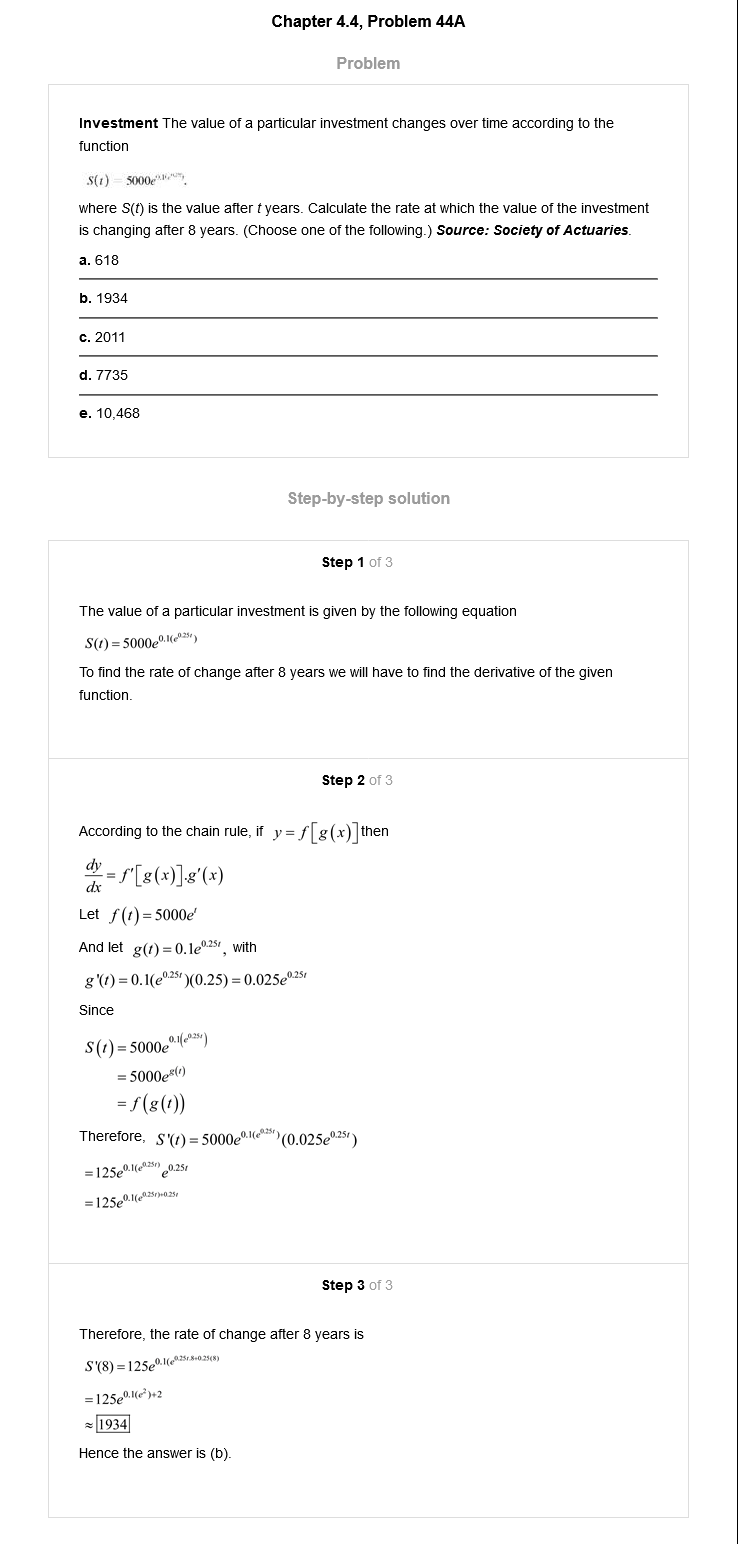 Chapter 4.4, Problem 44A
Problem
Investment The value of a particular investment changes over time according to the
function
S(t) = 5000e
where S(t) is the value after t years. Calculate the rate at which the value of the investment
is changing after 8 years. (Choose one of the following.) Source: Society of Actuaries.
a. 618
b. 1934
c. 2011
d. 7735
e. 10,468
Step-by-step solution
Step 1 of 3
The value of a particular investment is given by the following equation
S(t) = 5000e^{0.1(e^{0.25t})}
To find the rate of change after 8 years we will have to find the derivative of the given
function.
Step 2 of 3
According to the chain rule, if y = f[g(x)] then
dy/dx = f'[g(x)].g'(x)
Let f(t) = 5000e^t
And let g(t) = 0.1e^{0.25t}, with
g'(t) = 0.1(e^{0.25t})(0.25) = 0.025e^{0.25t}
Since
S(t) = 5000e^{0.1(e^{0.25t})}
= 5000e^{g(t)}
= f(g(t))
Therefore, S'(t) = 5000e^{0.1(e^{0.25t})}(0.025e^{0.25t})
= 125e^{0.1(e^{0.25t})}e^{0.25t}
= 125e^{0.1(e^{0.25t})+0.25t}
Step 3 of 3
Therefore, the rate of change after 8 years is
S'(8) = 125e^{0.1(e^{0.25t.8+0.25(8)}}
= 125e^{0.1(e^2)+2}
≈ 1934
Hence the answer is (b).